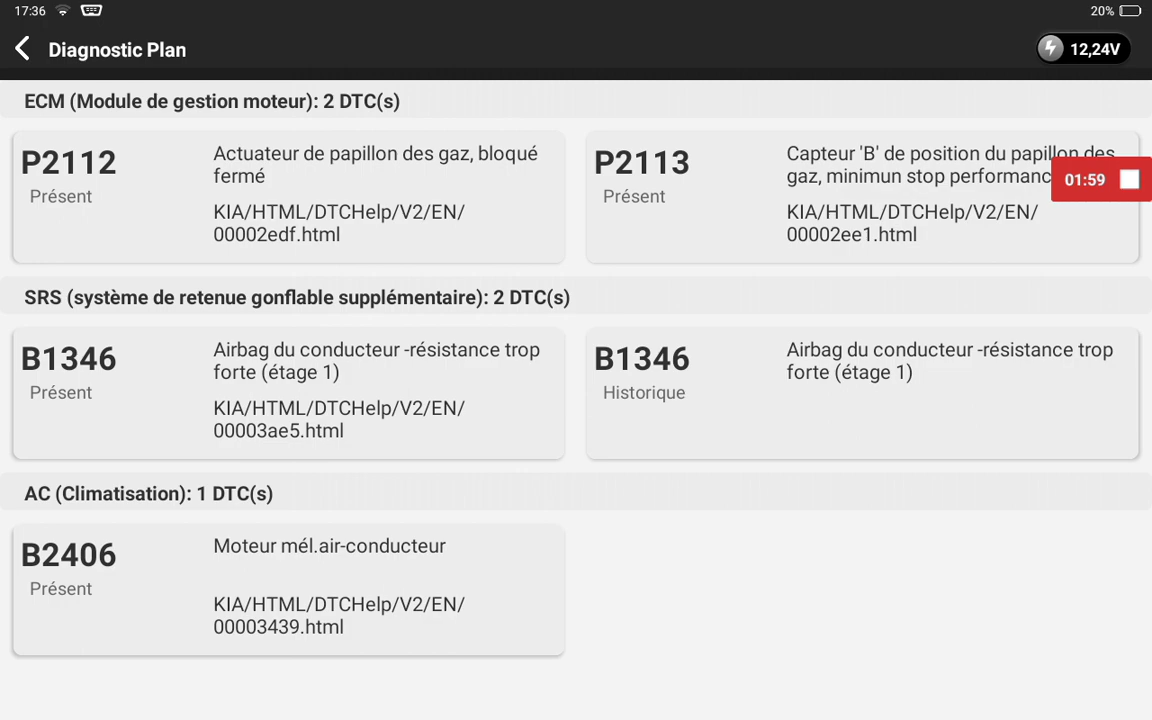 17:36
20%
Diagnostic Plan
12,24V
ECM (Module de gestion moteur): 2 DTC(s)
P2112
Présent
Actuateur de papillon des gaz, bloqué
fermé
KIA/HTML/DTCHelp/V2/EN/
00002edf.html
P2113
Présent
Capteur 'B' de position du papillon des
gaz, minimun stop performanc
KIA/HTML/DTCHelp/V2/EN/
00002ee1.html
01:59
SRS (système de retenue gonflable supplémentaire): 2 DTC(s)
B1346
Présent
Airbag du conducteur -résistance trop
forte (étage 1)
KIA/HTML/DTCHelp/V2/EN/
00003ae5.html
B1346
Historique
Airbag du conducteur -résistance trop
forte (étage 1)
AC (Climatisation): 1 DTC(s)
B2406
Présent
Moteur mél.air-conducteur
KIA/HTML/DTCHelp/V2/EN/
00003439.html